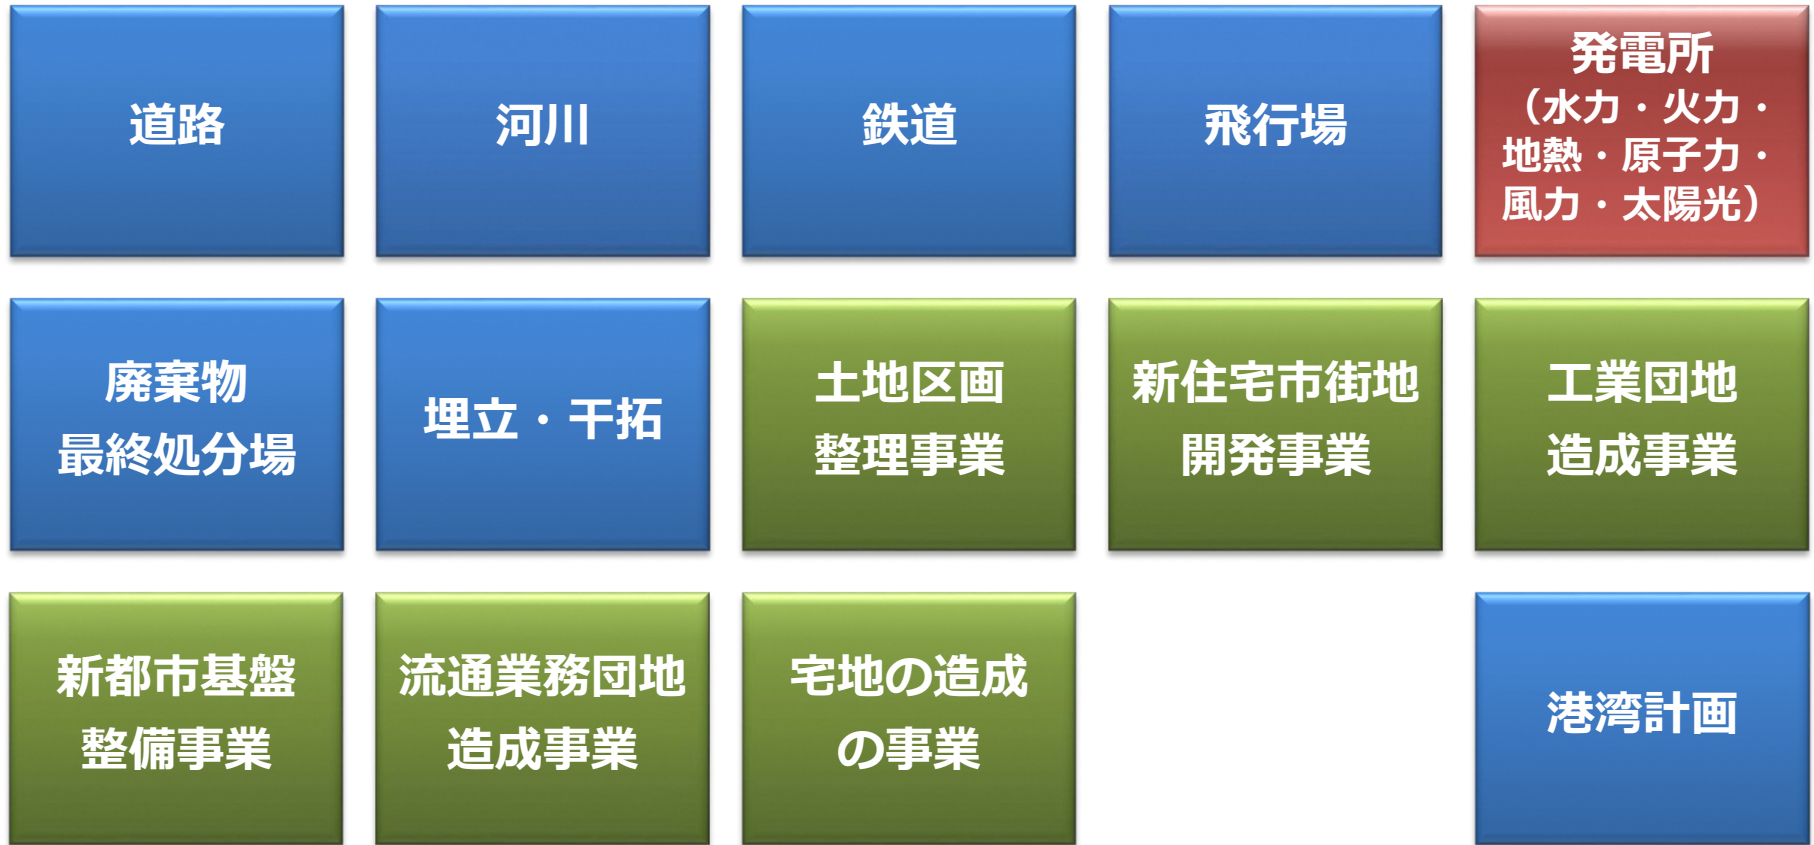 道路
河川
鉄道
飛行場
発電所
（水力・火力・
地熱・原子力・
風力・太陽光）
廃棄物
最終処分場
埋立・干拓
土地区画
整理事業
新住宅市街地
開発事業
工業団地
造成事業
新都市基盤
整備事業
流通業務団地
造成事業
宅地の造成
の事業
港湾計画